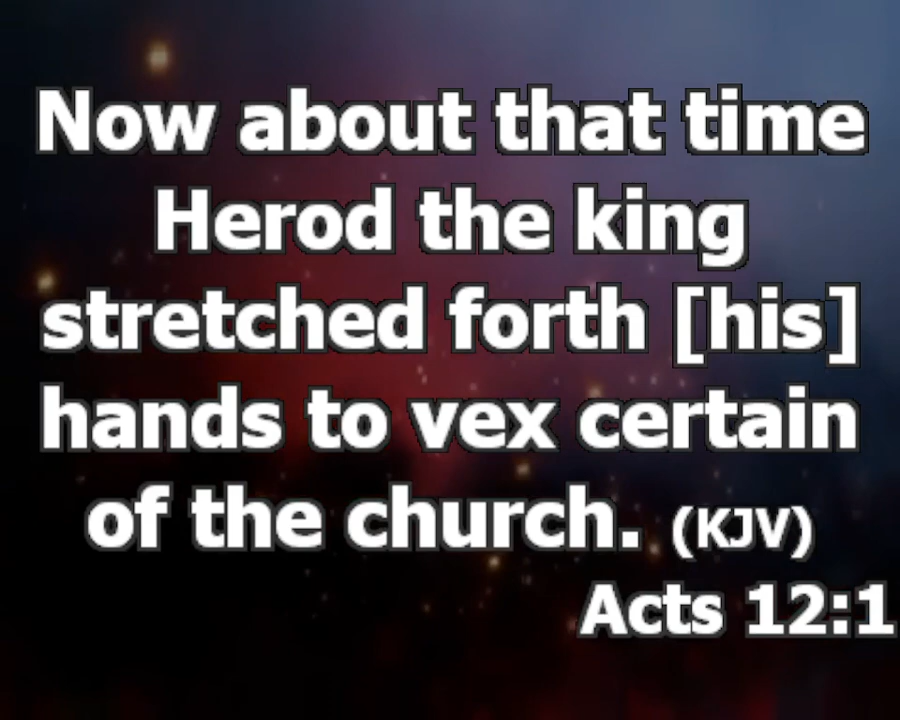 Now about that time
Herod the king
stretched forth [his]
hands to vex certain
of the church. (KJV)
Acts 12:1